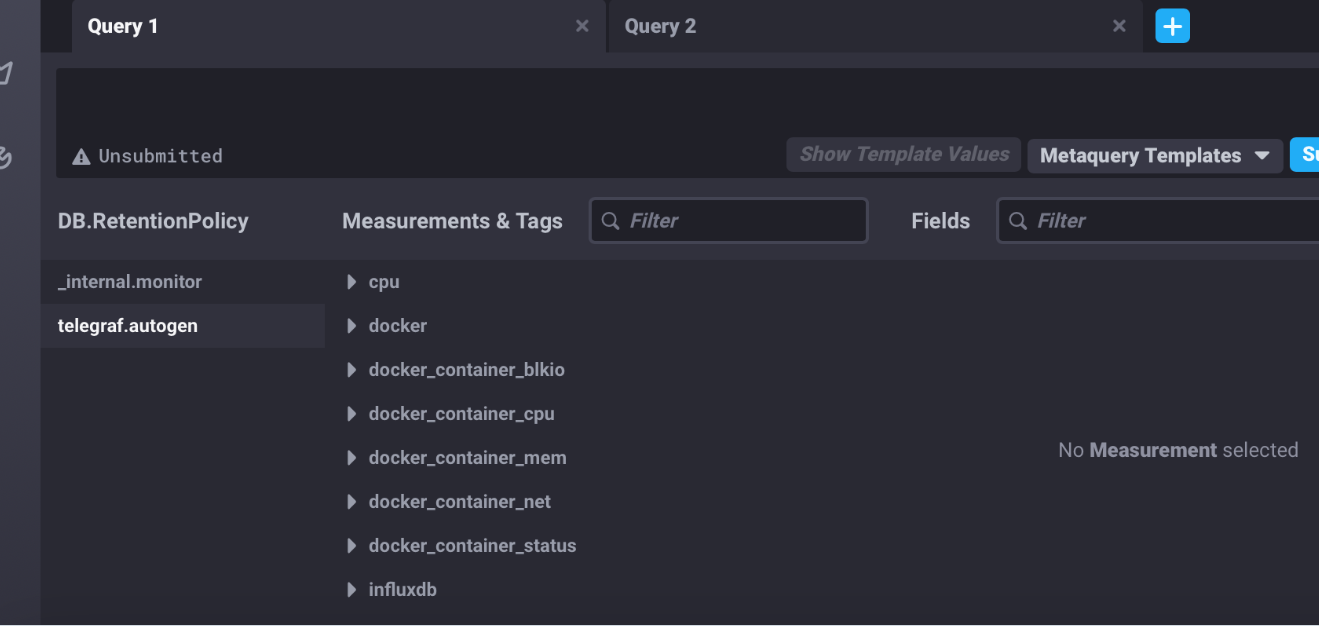 Query 1
Query 2
Unsubmitted
Show Template Values
Metaquery Templates
DB.RetentionPolicy
Measurements & Tags
Filter
Fields
Filter
_internal.monitor
telegraf.autogen
cpu
docker
docker_container_blkio
docker_container_cpu
docker_container_mem
docker_container_net
docker_container_status
influxdb
No Measurement selected